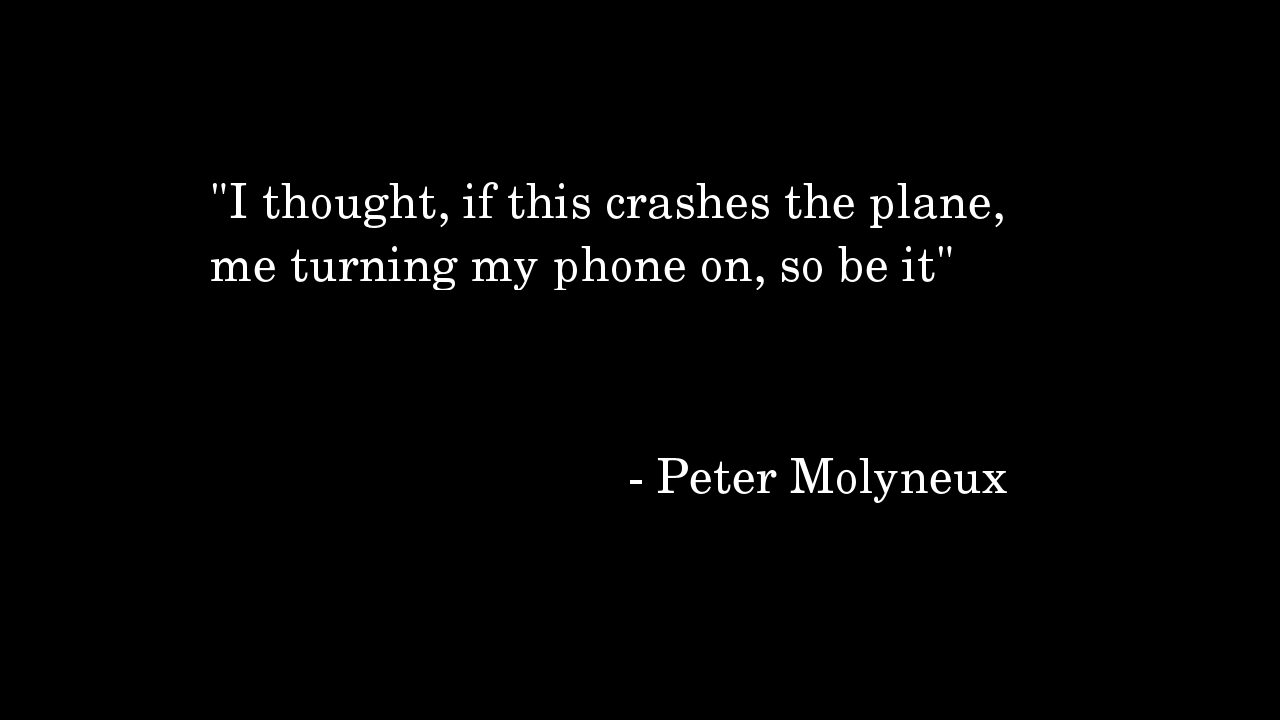 "I thought, if this crashes the plane,
me turning my phone on, so be it"
- Peter Molyneux